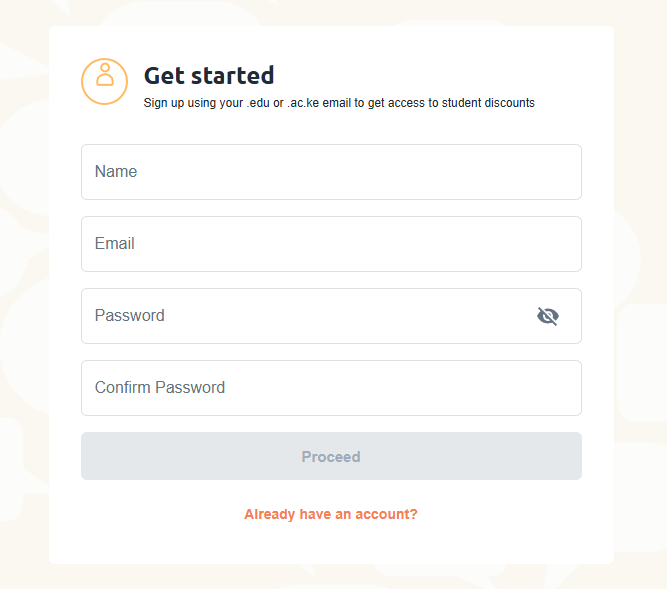 Get started
Sign up using your .edu or .ac.ke email to get access to student discounts
Name
Email
Password
Confirm Password
Proceed
Already have an account?